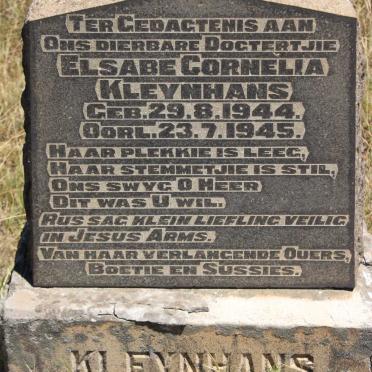 TER GEDAGTENIS AAN
ONS DIERBARE DOGTERTJIE
ELSABE CORNELIA
KLEYNHANS
GEB. 29.8.1944.
OORL. 23.7.1945.
HAAR PLEKKIE IS LEEG,
HAAR STEMMETJIE IS STIL,
ONS SWYG O HEER
DIT WAS U WIL.
RUS SAG KLEIN LIEFLING VEILIG
IN JESUS ARMS.
VAN HAAR VERLANGENDE OUERS,
BOETIE EN SUSSIES.
KLEYNHANS